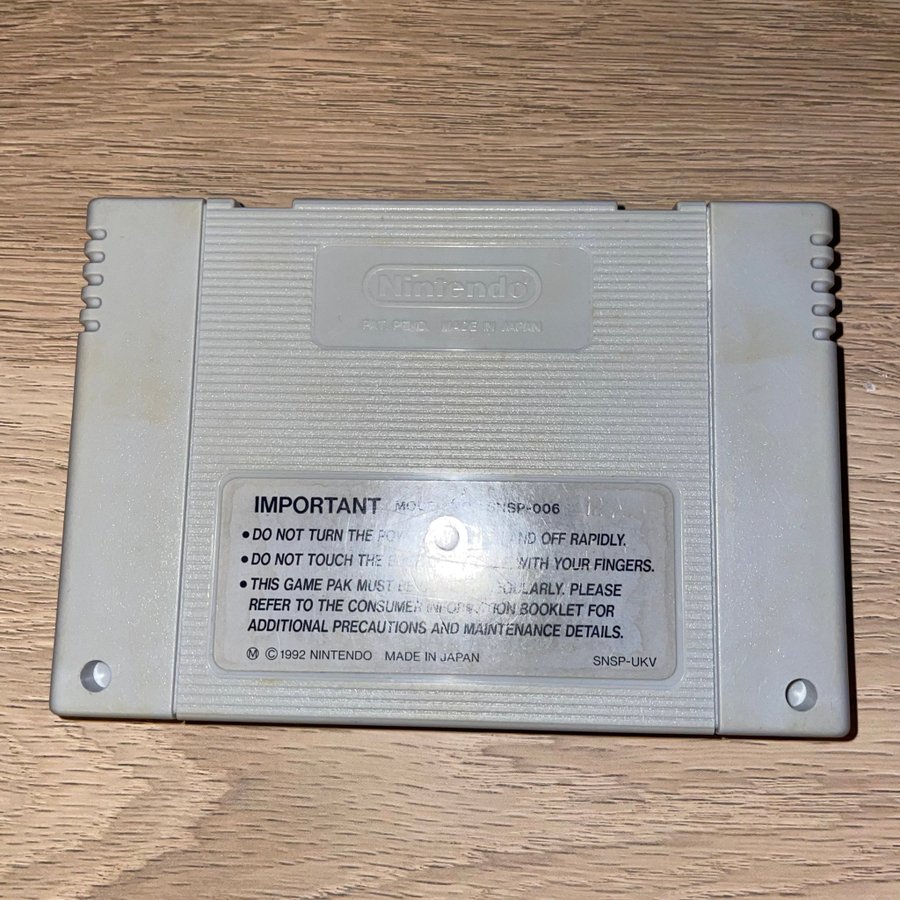 Nintendo
PAT. PEND. MADE IN JAPAN
IMPORTANT SNSP-006
• DO NOT TURN THE AND OFF RAPIDLY.
• DO NOT TOUCH THE WITH YOUR FINGERS.
• THIS GAME PAK MUST REGULARLY. PLEASE
REFER TO THE CONSUMER INFORMATION BOOKLET FOR
ADDITIONAL PRECAUTIONS AND MAINTENANCE DETAILS.
Ⓜ © 1992 NINTENDO MADE IN JAPAN SNSP-UKV